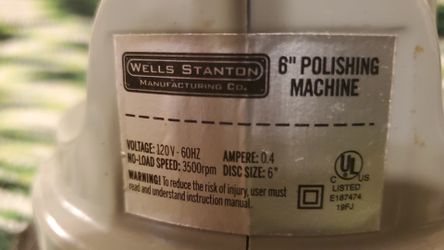 WELLS STANTON
MANUFACTURING CO.
6" POLISHING
MACHINE
VOLTAGE: 120V - 60HZ
AMPERE: 0.4
NO-LOAD SPEED: 3500rpm
DISC SIZE: 6"
WARNING! To reduce the risk of injury, user must
read and understand instruction manual.
C UL US
LISTED
E187474
19FJ